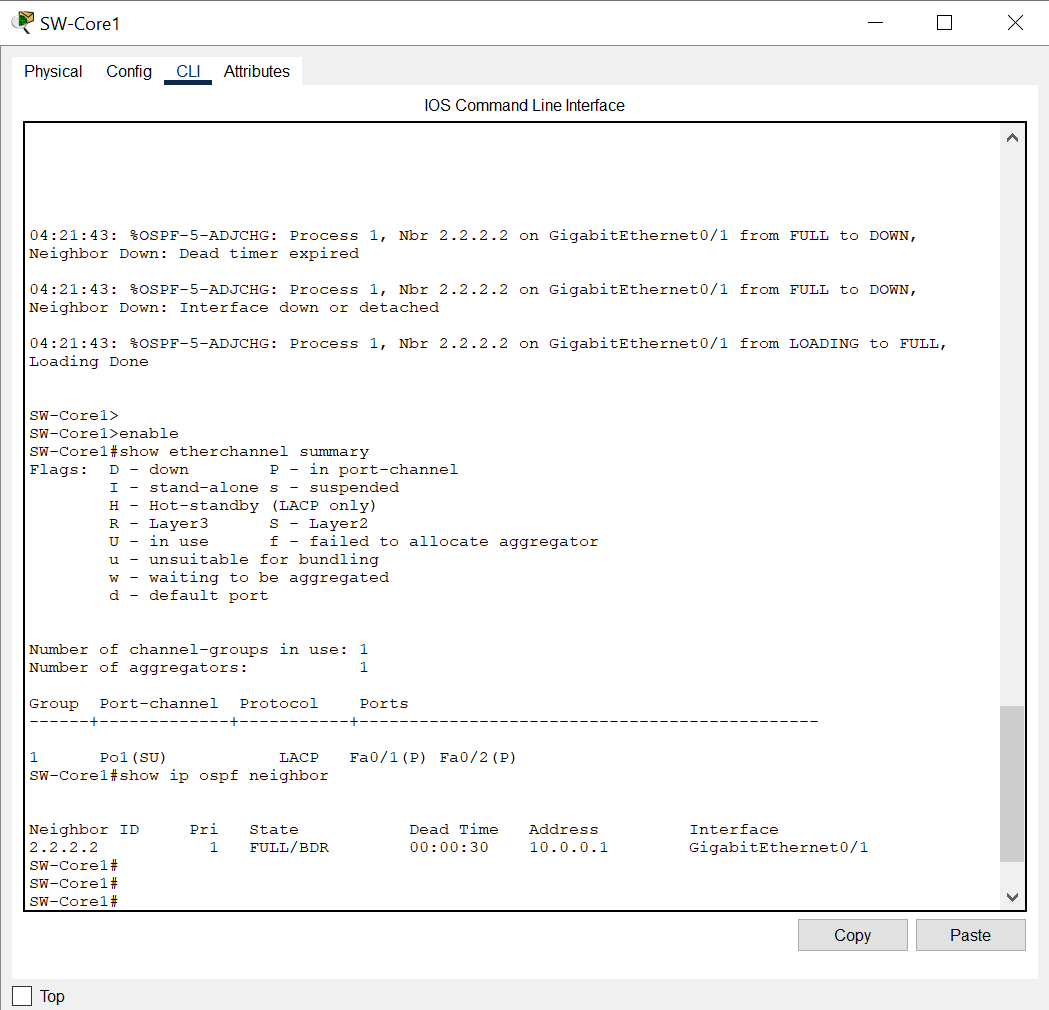 SW-Core1
Physical Config CLI Attributes
IOS Command Line Interface
04:21:43: %OSPF-5-ADJCHG: Process 1, Nbr 2.2.2.2 on GigabitEthernet0/1 from FULL to DOWN,
Neighbor Down: Dead timer expired
04:21:43: %OSPF-5-ADJCHG: Process 1, Nbr 2.2.2.2 on GigabitEthernet0/1 from FULL to DOWN,
Neighbor Down: Interface down or detached
04:21:43: %OSPF-5-ADJCHG: Process 1, Nbr 2.2.2.2 on GigabitEthernet0/1 from LOADING to FULL,
Loading Done
SW-Core1>
SW-Core1>enable
SW-Core1#show etherchannel summary
Flags:  D - down        P - in port-channel
        I - stand-alone s - suspended
        H - Hot-standby (LACP only)
        R - Layer3      S - Layer2
        U - in use      f - failed to allocate aggregator
        u - unsuitable for bundling
        w - waiting to be aggregated
        d - default port
Number of channel-groups in use: 1
Number of aggregators:           1
Group  Port-channel  Protocol    Ports
------+-------------+-----------+----------------------------------------------
1      Po1(SU)           LACP   Fa0/1(P) Fa0/2(P)
SW-Core1#show ip ospf neighbor
Neighbor ID     Pri   State           Dead Time   Address         Interface
2.2.2.2           1   FULL/BDR        00:00:30    10.0.0.1        GigabitEthernet0/1
SW-Core1#
SW-Core1#
SW-Core1#
Copy Paste
Top